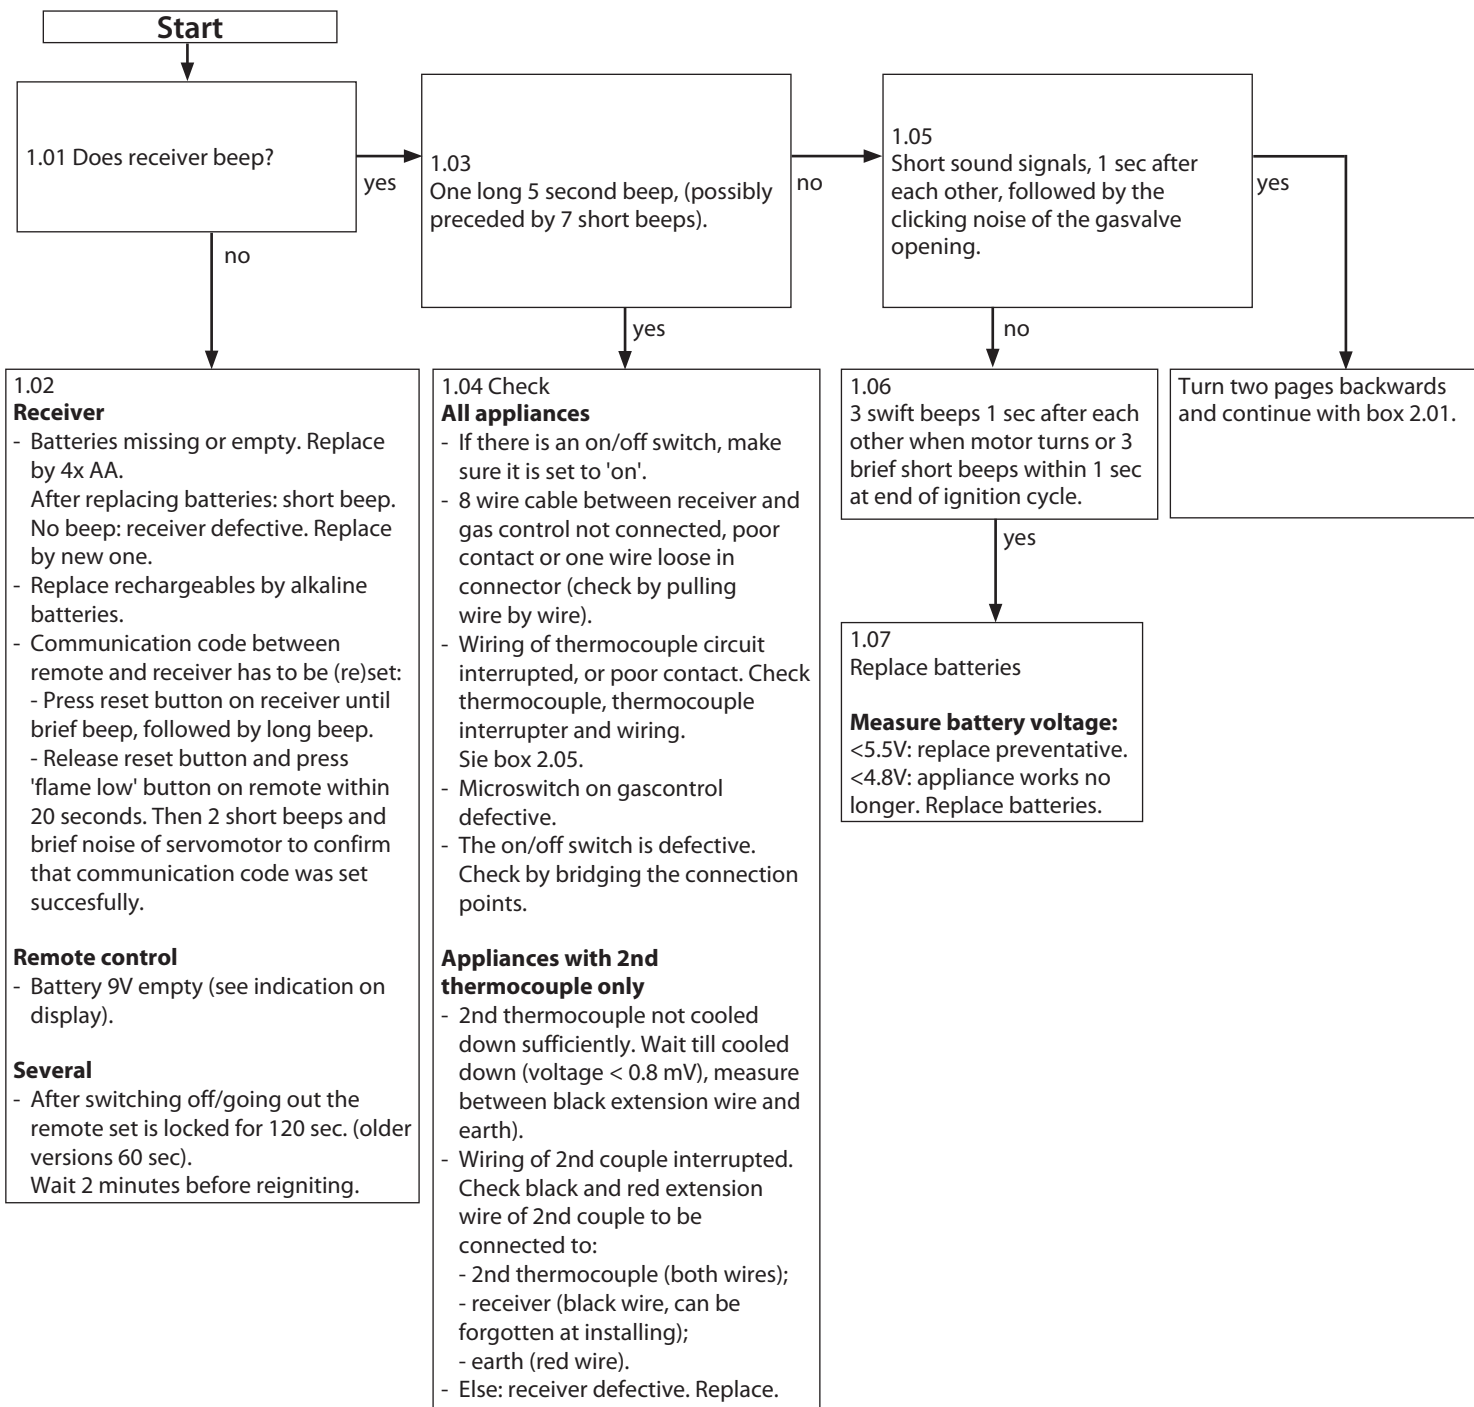 Start
1.01 Does receiver beep?
yes
no
1.03
One long 5 second beep, (possibly
preceded by 7 short beeps).
no
yes
1.05
Short sound signals, 1 sec after
each other, followed by the
clicking noise of the gasvalve
opening.
yes
no
1.02
Receiver
- Batteries missing or empty. Replace
by 4x AA.
After replacing batteries: short beep.
No beep: receiver defective. Replace
by new one.
- Replace rechargeables by alkaline
batteries.
- Communication code between
remote and receiver has to be (re)set:
- Press reset button on receiver until
brief beep, followed by long beep.
- Release reset button and press
'flame low' button on remote within
20 seconds. Then 2 short beeps and
brief noise of servomotor to confirm
that communication code was set
succesfully.
Remote control
- Battery 9V empty (see indication on
display).
Several
- After switching off/going out the
remote set is locked for 120 sec. (older
versions 60 sec).
Wait 2 minutes before reigniting.
1.04 Check
All appliances
- If there is an on/off switch, make
sure it is set to 'on'.
- 8 wire cable between receiver and
gas control not connected, poor
contact or one wire loose in
connector (check by pulling
wire by wire).
- Wiring of thermocouple circuit
interrupted, or poor contact. Check
thermocouple, thermocouple
interrupter and wiring.
Sie box 2.05.
- Microswitch on gascontrol
defective.
- The on/off switch is defective.
Check by bridging the connection
points.
Appliances with 2nd
thermocouple only
- 2nd thermocouple not cooled
down sufficiently. Wait till cooled
down (voltage < 0.8 mV), measure
between black extension wire and
earth).
- Wiring of 2nd couple interrupted.
Check black and red extension
wire of 2nd couple to be
connected to:
- 2nd thermocouple (both wires);
- receiver (black wire, can be
forgotten at installing);
- earth (red wire).
- Else: receiver defective. Replace.
1.06
3 swift beeps 1 sec after each
other when motor turns or 3
brief short beeps within 1 sec
at end of ignition cycle.
yes
1.07
Replace batteries
Measure battery voltage:
<5.5V: replace preventative.
<4.8V: appliance works no
longer. Replace batteries.
Turn two pages backwards
and continue with box 2.01.